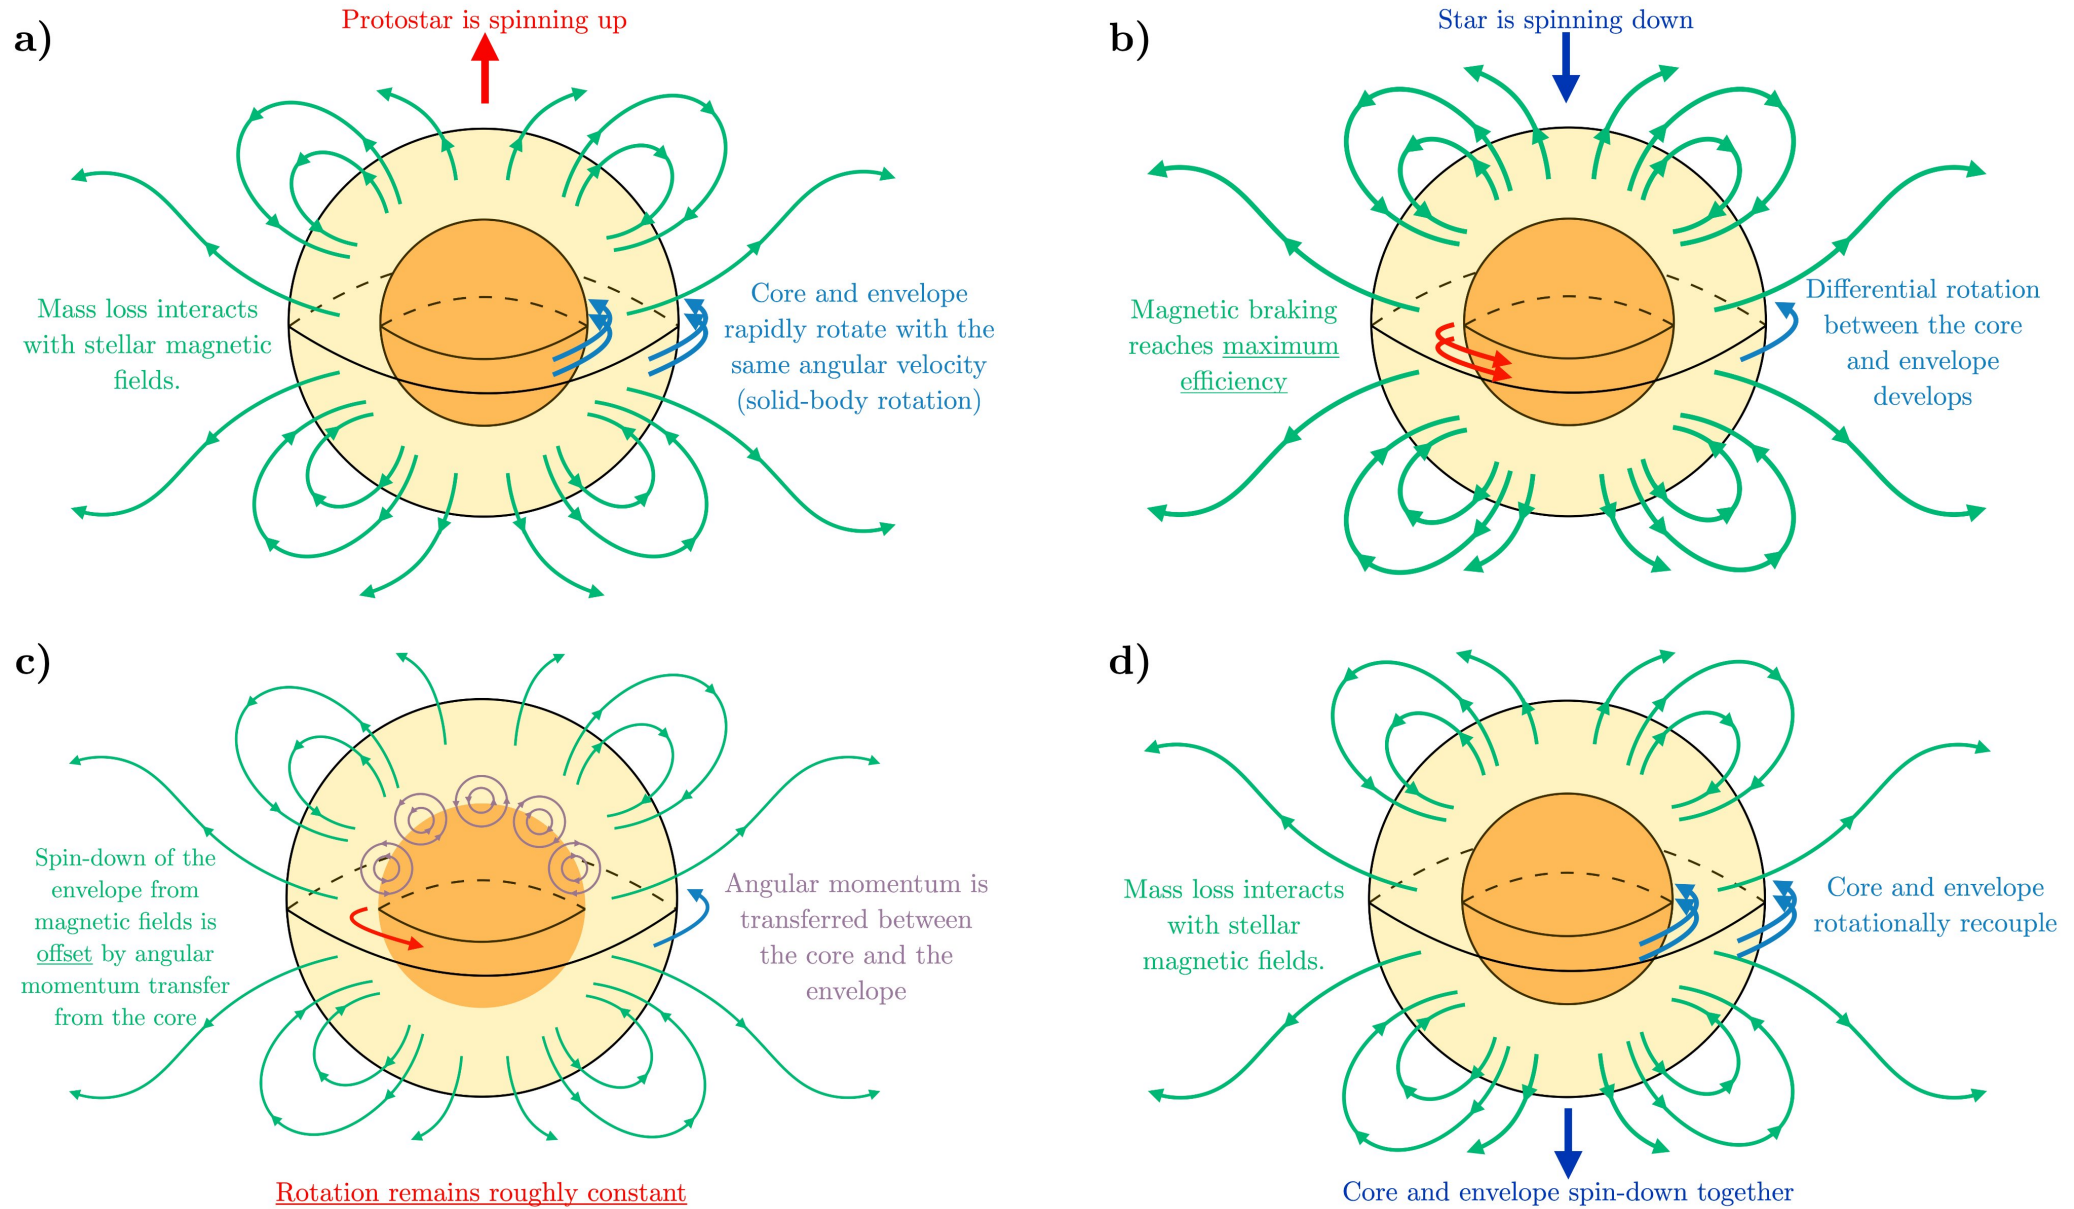 a)
Protostar is spinning up
Mass loss interacts
with stellar magnetic
fields.
Core and envelope
rapidly rotate with the
same angular velocity
(solid-body rotation)
b)
Star is spinning down
Magnetic braking
reaches maximum
efficiency
Differential rotation
between the core
and envelope
develops
c)
Spin-down of the
envelope from
magnetic fields is
offset by angular
momentum transfer
from the core
Angular momentum is
transferred between
the core and the
envelope
Rotation remains roughly constant
d)
Mass loss interacts
with stellar
magnetic fields.
Core and envelope
rotationally recouple
Core and envelope spin-down together